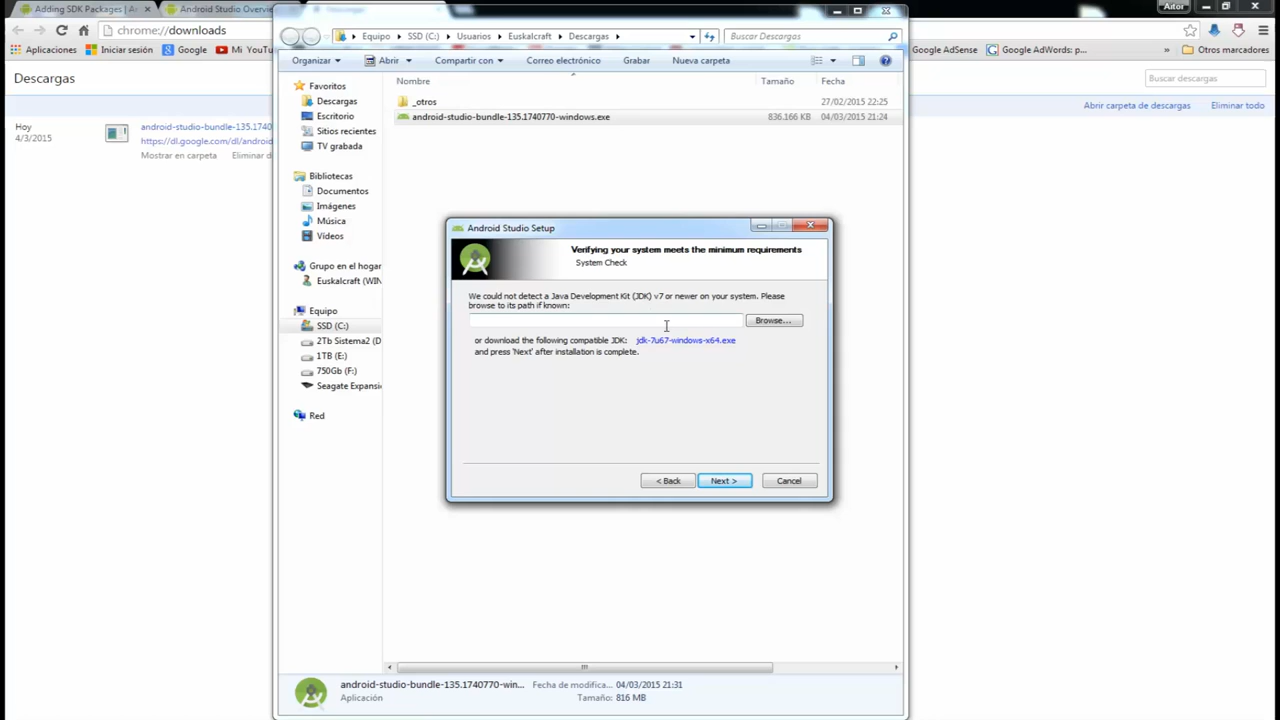 Adding SDK Packages | An
Android Studio Overvie
Descargas
Aitor
chrome://downloads
Aplicaciones
Iniciar sesión
Google
Mi YouTu
Google AdSense
Google AdWords: p...
»
Otros marcadores
Descargas
Buscar descargas
Abrir carpeta de descargas
Eliminar todo
Hoy
4/3/2015
android-studio-bundle-135.1740770
https://dl.google.com/dl/android
Mostrar en carpeta
Eliminar d
Equipo
SSD (C:)
Usuarios
Euskalcraft
Descargas
Buscar Descargas
Organizar
Abrir
Compartir con
Correo electrónico
Grabar
Nueva carpeta
Favoritos
Descargas
Escritorio
Sitios recientes
TV grabada
Bibliotecas
Documentos
Imágenes
Música
Vídeos
Grupo en el hogar
Euskalcraft (WIN
Equipo
SSD (C:)
2Tb Sistema2 (D
1TB (E:)
750Gb (F:)
Seagate Expansi
Red
Nombre
Tamaño
Fecha
_otros
27/02/2015 22:25
android-studio-bundle-135.1740770-windows.exe
836.166 KB
04/03/2015 21:24
Android Studio Setup
Verifying your system meets the minimum requirements
System Check
We could not detect a Java Development Kit (JDK) v7 or newer on your system. Please
browse to its path if known:
Browse...
or download the following compatible JDK: jdk-7u67-windows-x64.exe
and press 'Next' after installation is complete.
< Back
Next >
Cancel
android-studio-bundle-135.1740770-win...
Fecha de modifica... 04/03/2015 21:31
Aplicación
Tamaño: 816 MB